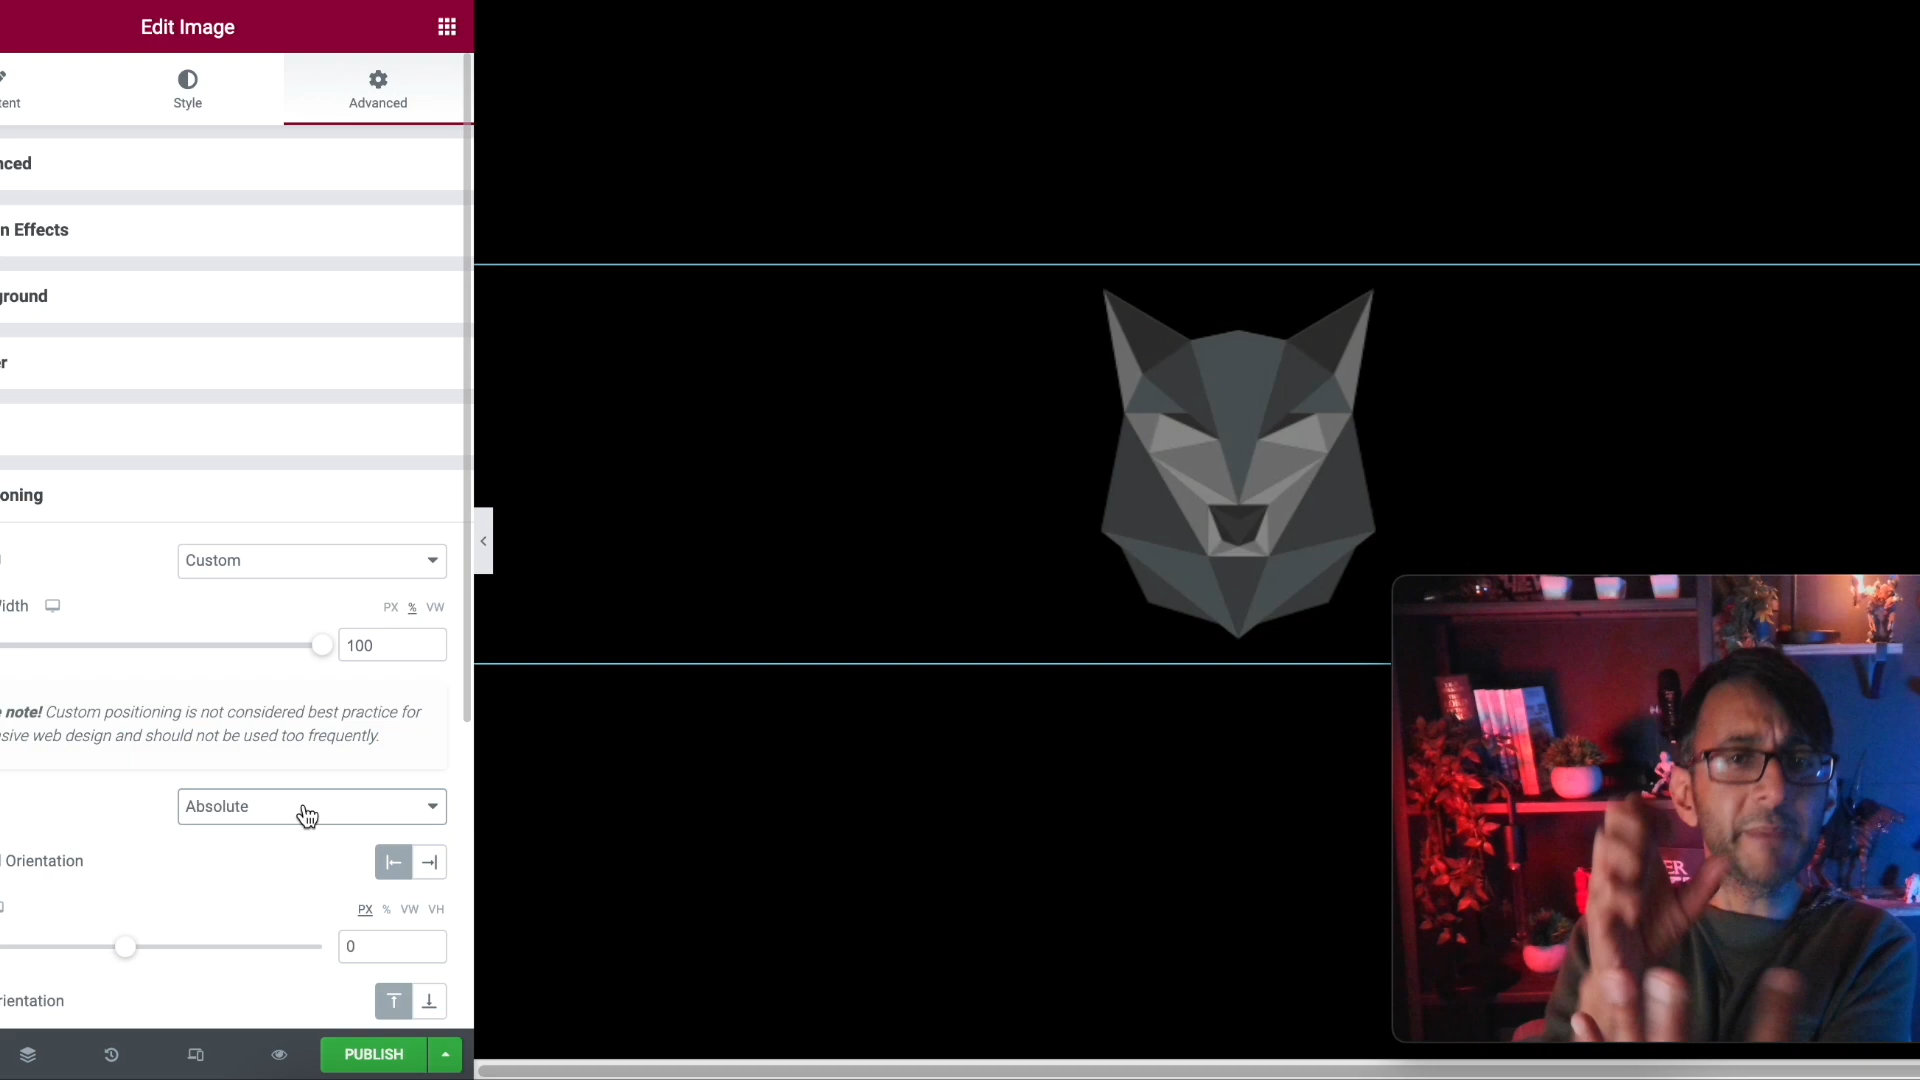 Edit Image
tent
Style
Advanced
nced
n Effects
ground
r
oning
Custom
idth
PX % VW
100
note! Custom positioning is not considered best practice for
sive web design and should not be used too frequently.
Absolute
Orientation
PX % VW VH
0
rientation
PUBLISH